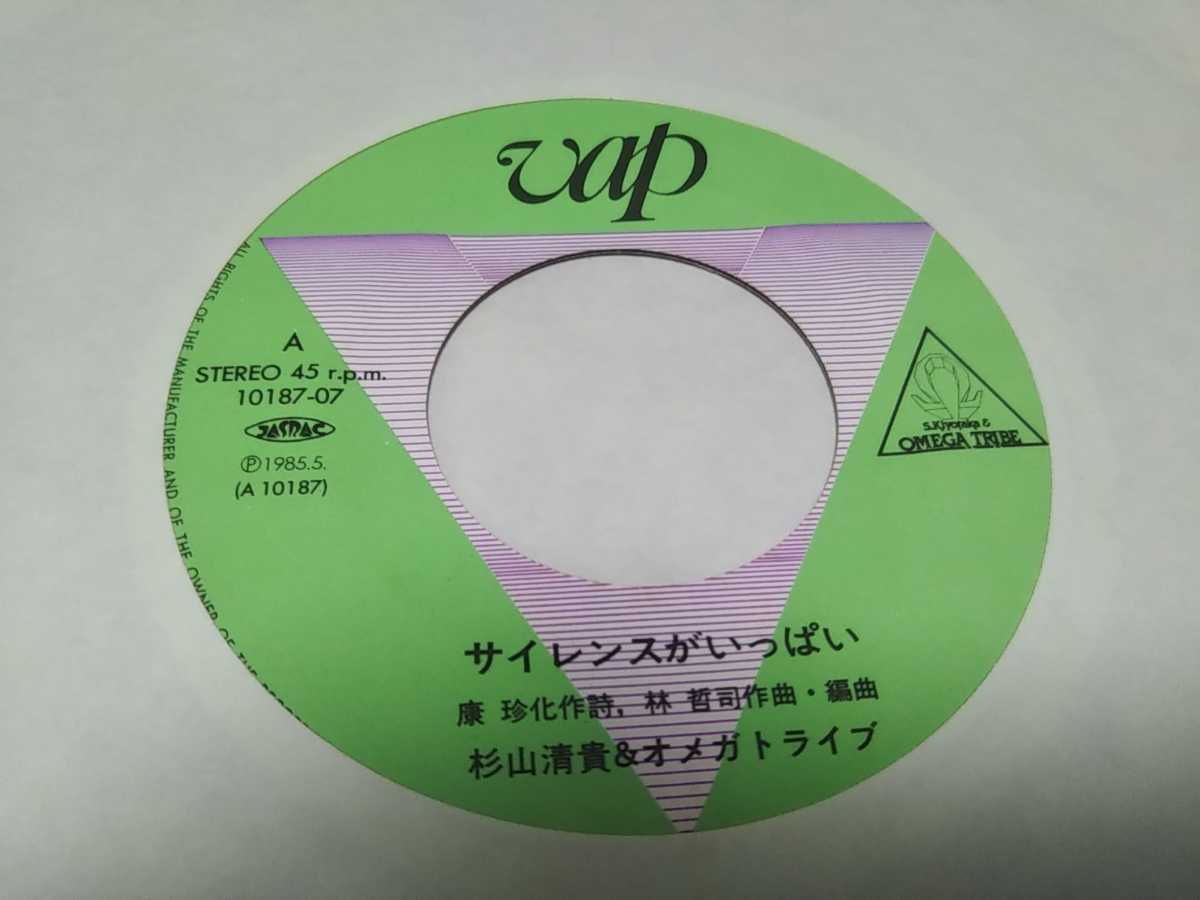 vap
A
STEREO 45 r.p.m.
10187-07
JASRAC
Ⓟ1985.5.
(A 10187)
S.Kiyotaka &
OMEGA TRIBE
サイレンスがいっぱい
康 珍化作詩, 林 哲司作曲・編曲
杉山清貴&オメガトライブ
ALL RIGHTS OF THE MANUFACTURER AND OF THE OWNER OF THE